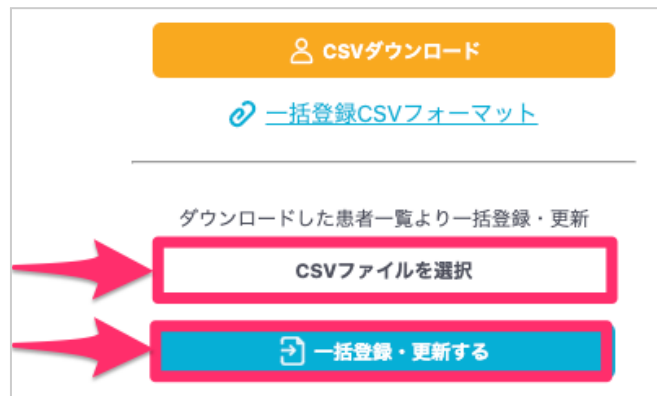 CSVダウンロード
一括登録CSVフォーマット
ダウンロードした患者一覧より一括登録・更新
CSVファイルを選択
一括登録・更新する